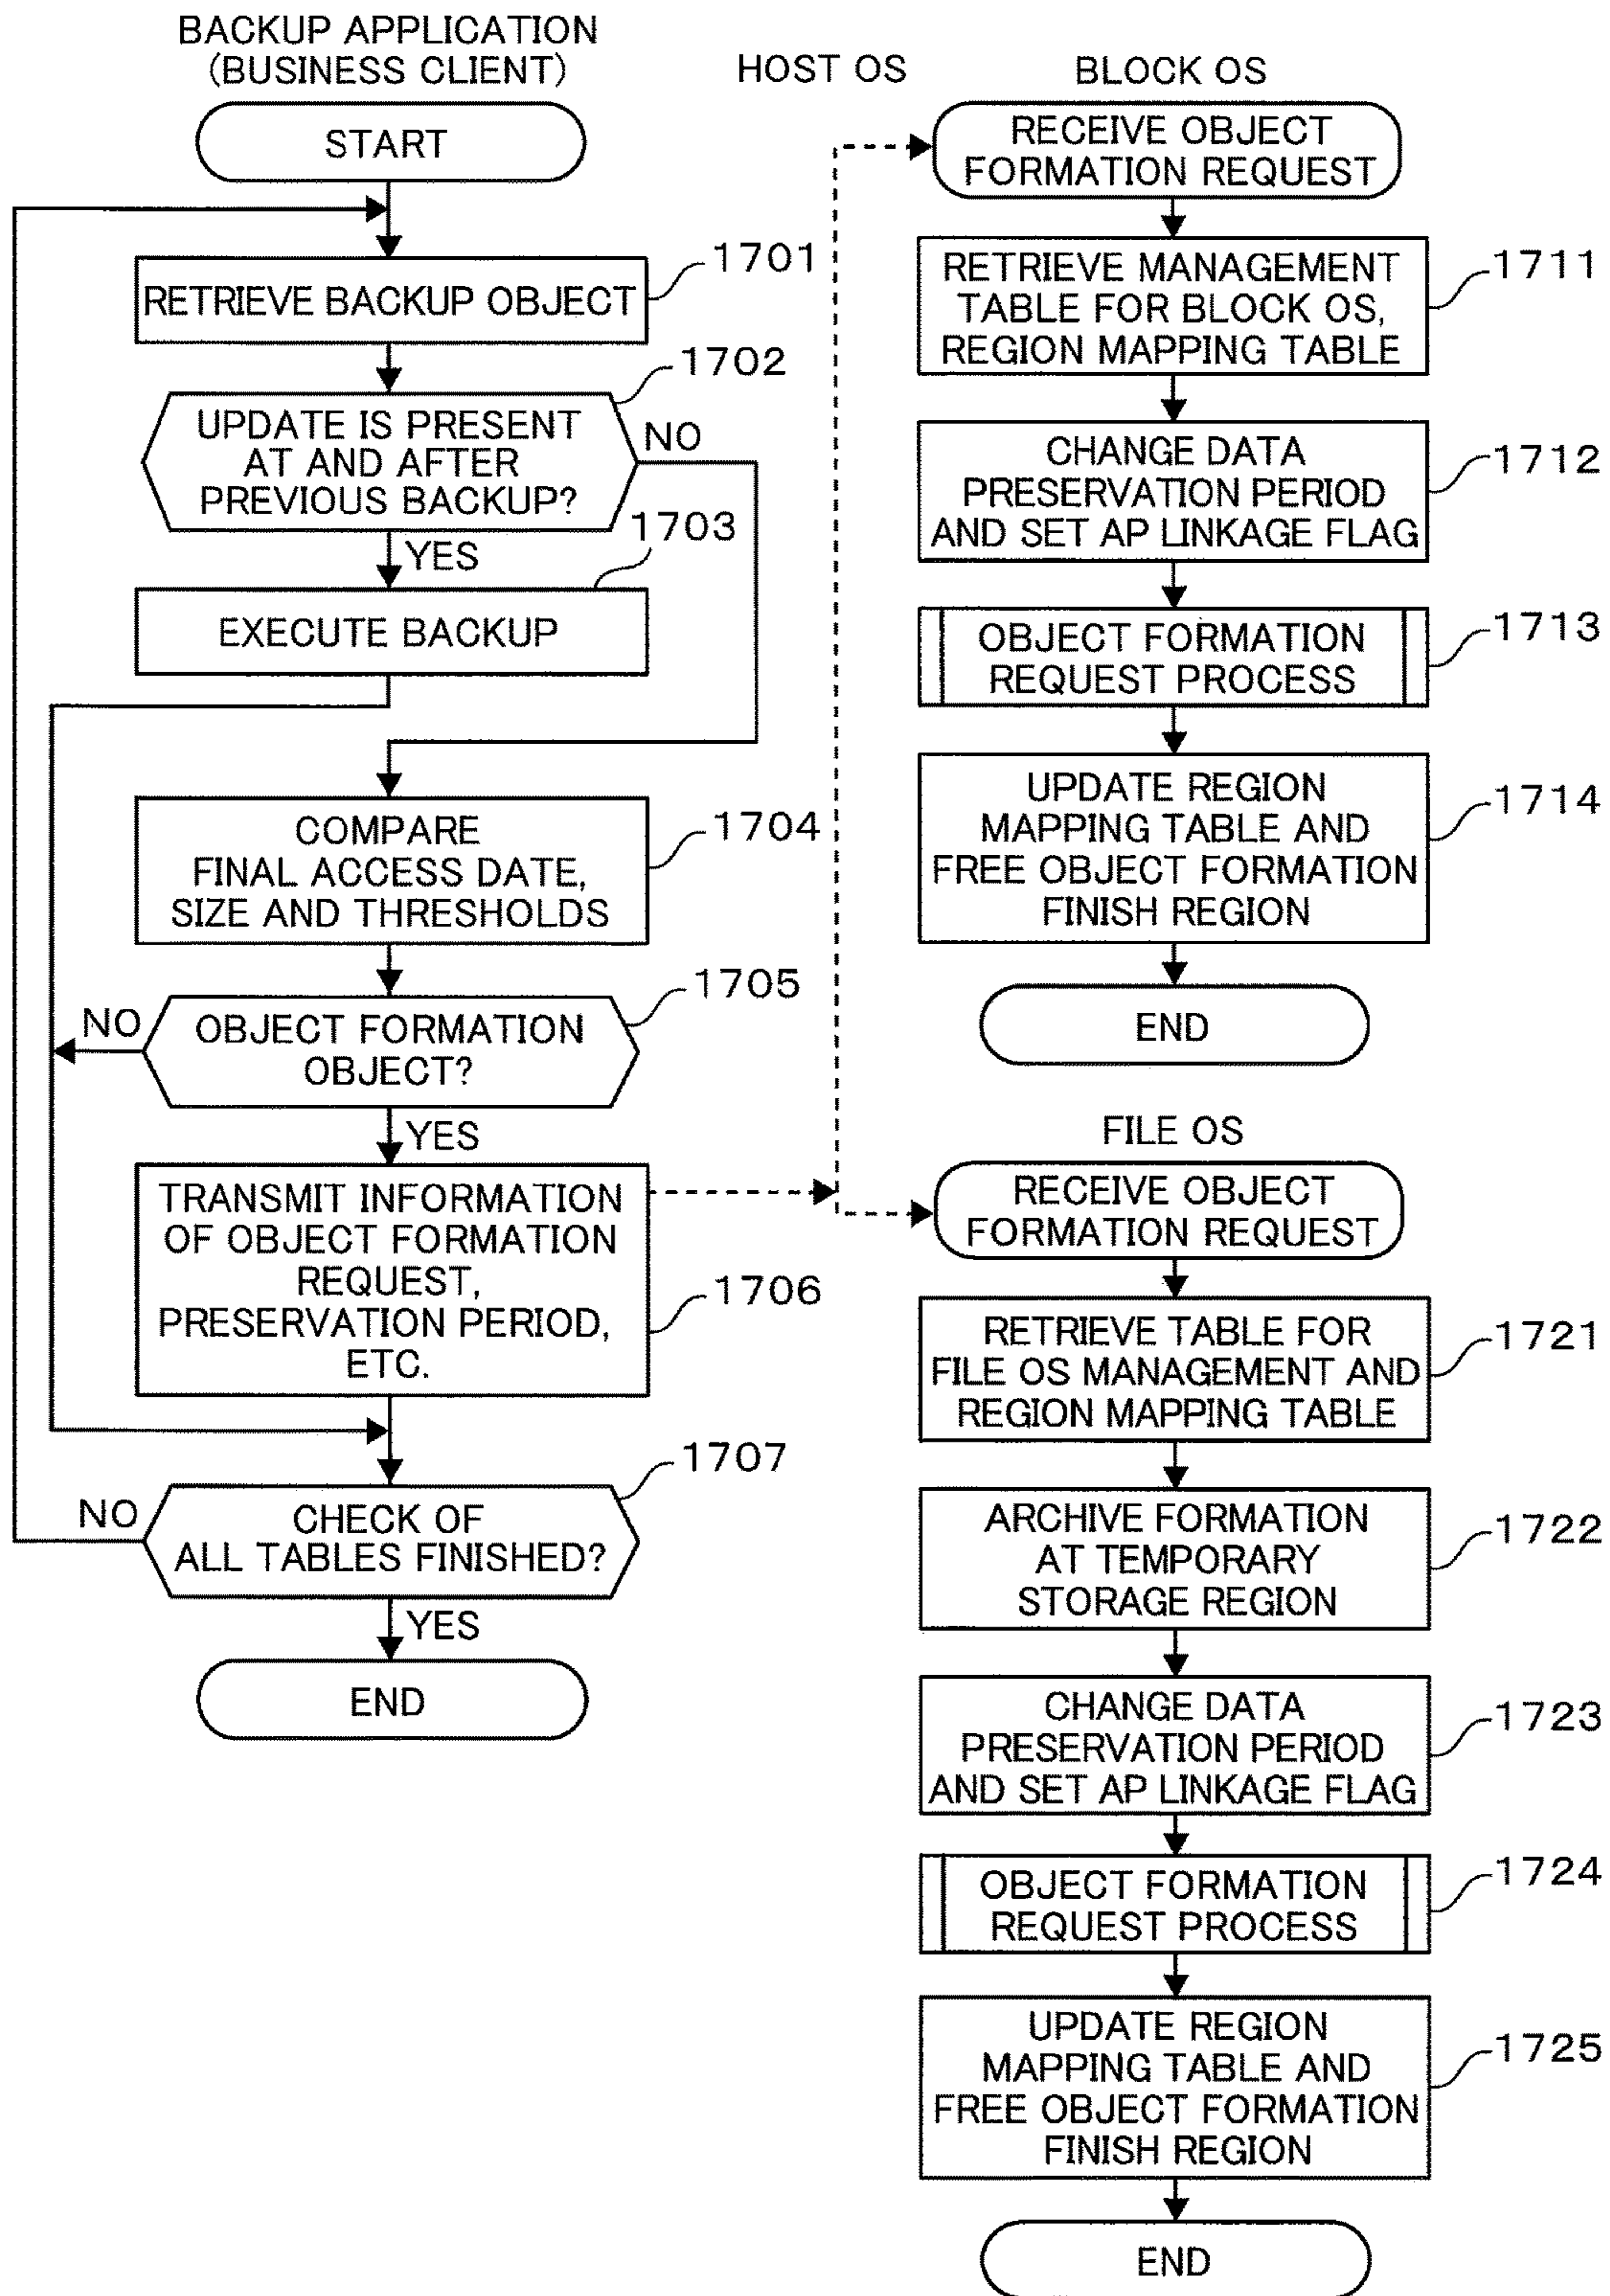 BACKUP APPLICATION
(BUSINESS CLIENT)
START
1701
RETRIEVE BACKUP OBJECT
1702
UPDATE IS PRESENT
AT AND AFTER
PREVIOUS BACKUP?
NO
YES
1703
EXECUTE BACKUP
1704
COMPARE
FINAL ACCESS DATE,
SIZE AND THRESHOLDS
1705
NO
OBJECT FORMATION
OBJECT?
YES
TRANSMIT INFORMATION
OF OBJECT FORMATION
REQUEST,
PRESERVATION PERIOD,
ETC.
1706
1707
NO
CHECK OF
ALL TABLES FINISHED?
YES
END
HOST OS
BLOCK OS
RECEIVE OBJECT
FORMATION REQUEST
RETRIEVE MANAGEMENT
TABLE FOR BLOCK OS,
REGION MAPPING TABLE
1711
CHANGE DATA
PRESERVATION PERIOD
AND SET AP LINKAGE FLAG
1712
OBJECT FORMATION
REQUEST PROCESS
1713
UPDATE REGION
MAPPING TABLE AND
FREE OBJECT FORMATION
FINISH REGION
1714
END
FILE OS
RECEIVE OBJECT
FORMATION REQUEST
RETRIEVE TABLE FOR
FILE OS MANAGEMENT AND
REGION MAPPING TABLE
1721
ARCHIVE FORMATION
AT TEMPORARY
STORAGE REGION
1722
CHANGE DATA
PRESERVATION PERIOD
AND SET AP LINKAGE FLAG
1723
OBJECT FORMATION
REQUEST PROCESS
1724
UPDATE REGION
MAPPING TABLE AND
FREE OBJECT FORMATION
FINISH REGION
1725
END